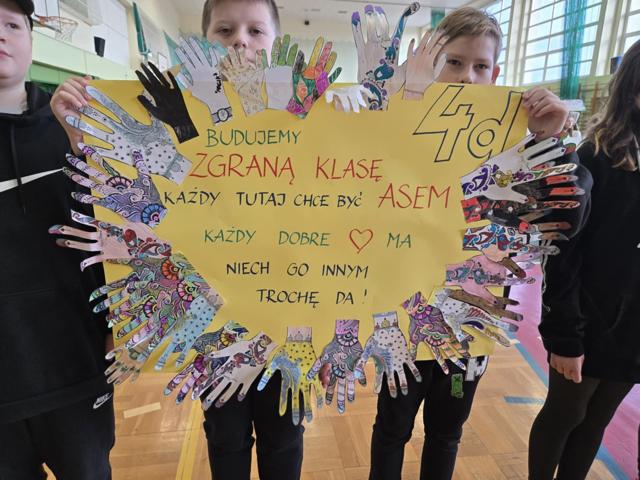 4d
BUDUJEMY
ZGRANĄ KLASĘ
KAŻDY TUTAJ CHCE BYĆ ASEM
KAŻDY DOBRE ♡ MA
NIECH GO INNYM
TROCHĘ DA!